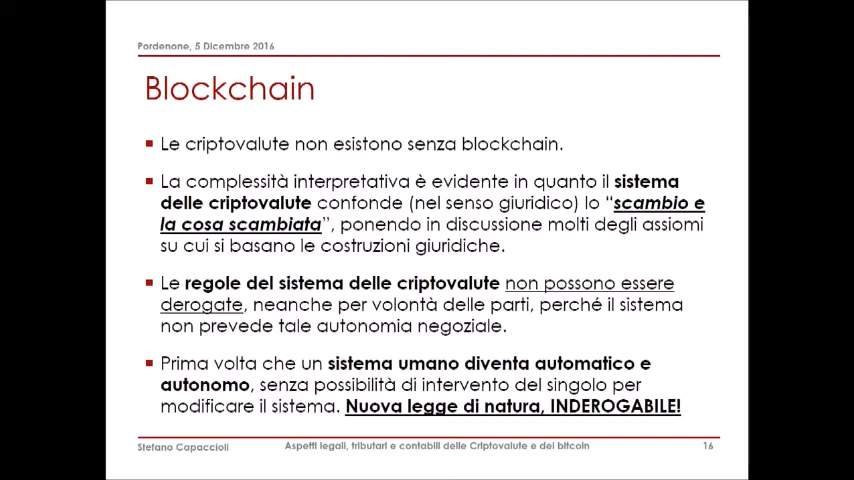 Pordenone, 5 Dicembre 2016
Blockchain
Le criptovalute non esistono senza blockchain.
La complessità interpretativa è evidente in quanto il sistema
delle criptovalute confonde (nel senso giuridico) lo “scambio e
la cosa scambiata”, ponendo in discussione molti degli assiomi
su cui si basano le costruzioni giuridiche.
Le regole del sistema delle criptovalute non possono essere
derogate, neanche per volontà delle parti, perché il sistema
non prevede tale autonomia negoziale.
Prima volta che un sistema umano diventa automatico e
autonomo, senza possibilità di intervento del singolo per
modificare il sistema. Nuova legge di natura, INDEROGABILE!
Stefano Capaccioli
Aspetti legali, tributari e contabili delle Criptovalute e dei bitcoin
16